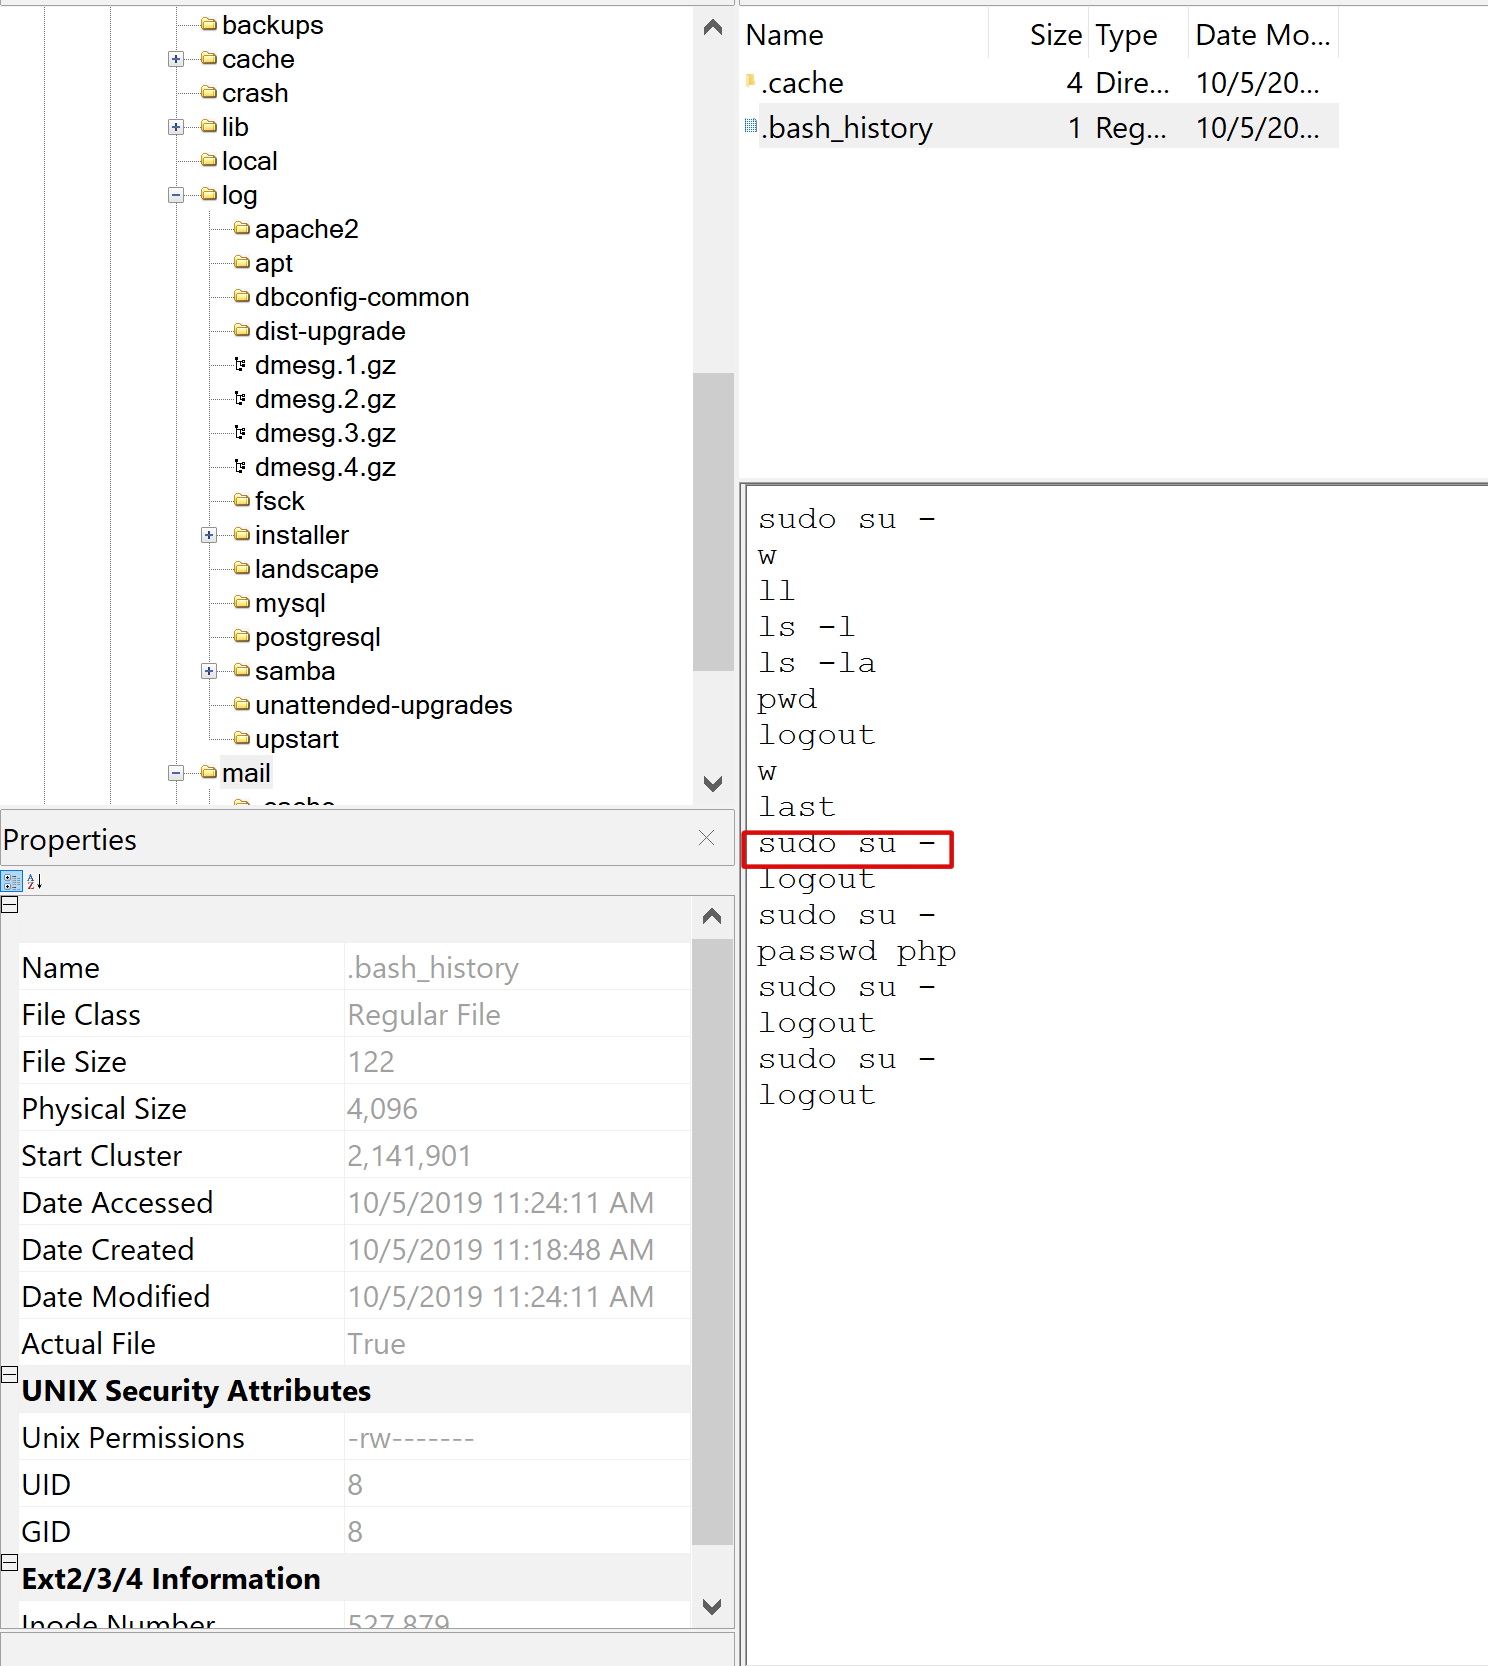 backups
cache
crash
lib
local
log
apache2
apt
dbconfig-common
dist-upgrade
dmesg.1.gz
dmesg.2.gz
dmesg.3.gz
dmesg.4.gz
fsck
installer
landscape
mysql
postgresql
samba
unattended-upgrades
upstart
mail
.cache
Properties
Name .bash_history
File Class Regular File
File Size 122
Physical Size 4,096
Start Cluster 2,141,901
Date Accessed 10/5/2019 11:24:11 AM
Date Created 10/5/2019 11:18:48 AM
Date Modified 10/5/2019 11:24:11 AM
Actual File True
UNIX Security Attributes
Unix Permissions -rw-------
UID 8
GID 8
Ext2/3/4 Information
Inode Number 527,879
Name Size Type Date Mo...
.cache 4 Dire... 10/5/20...
.bash_history 1 Reg... 10/5/20...
sudo su -
w
ll
ls -l
ls -la
pwd
logout
w
last
sudo su -
logout
sudo su -
passwd php
sudo su -
logout
sudo su -
logout